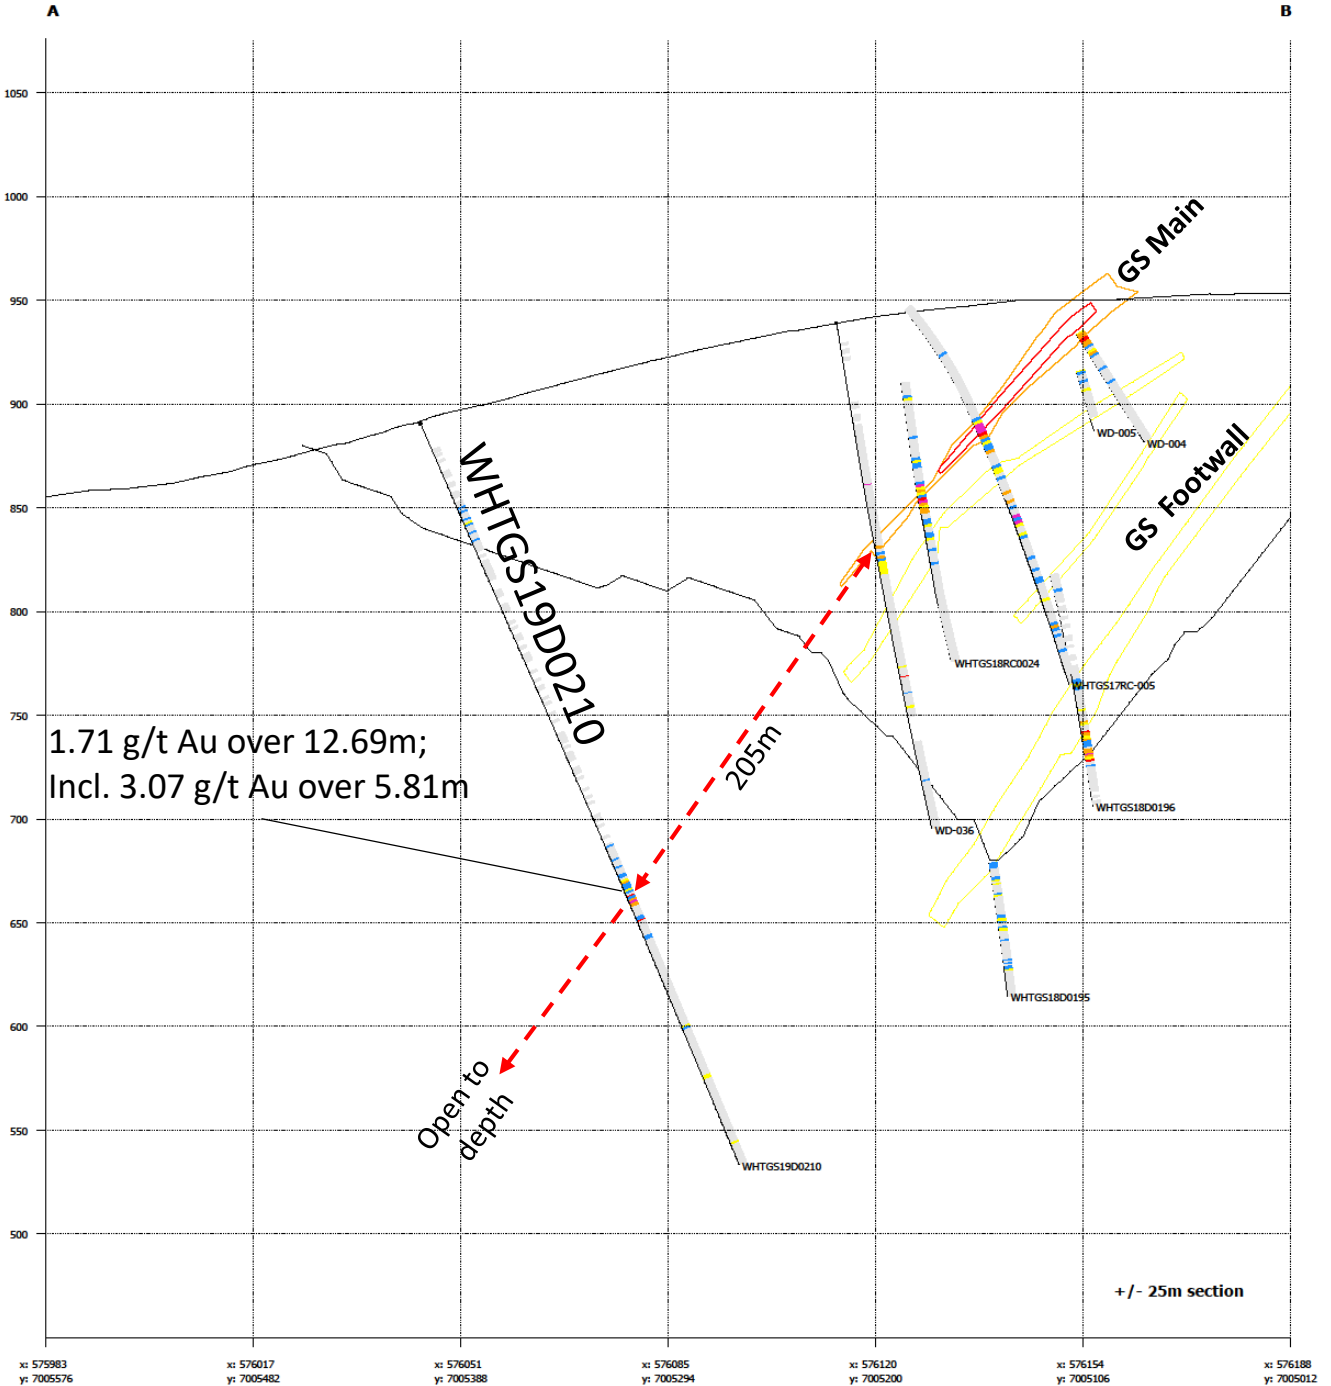 A
B
1050
1000
950
900
850
800
750
700
650
600
550
500
GS Main
GS Footwall
WD-005
WD-004
WHTGS19D0210
WHTGS18RC0024
WHTGS17RC-005
205m
1.71 g/t Au over 12.69m;
Incl. 3.07 g/t Au over 5.81m
WHTGS18D0196
WD-036
WHTGS18D0195
Open to
depth
WHTGS19D0210
+/- 25m section
x: 575983
y: 7005576
x: 576017
y: 7005482
x: 576051
y: 7005388
x: 576085
y: 7005294
x: 576120
y: 7005200
x: 576154
y: 7005106
x: 576188
y: 7005012